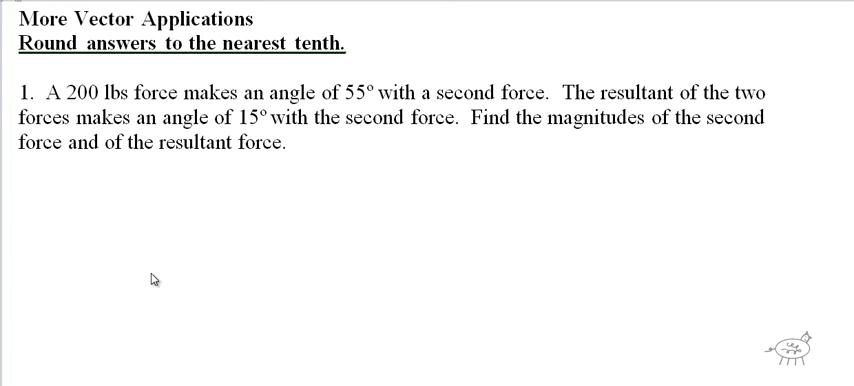 More Vector Applications
Round answers to the nearest tenth.
1. A 200 lbs force makes an angle of 55° with a second force. The resultant of the two
forces makes an angle of 15° with the second force. Find the magnitudes of the second
force and of the resultant force.